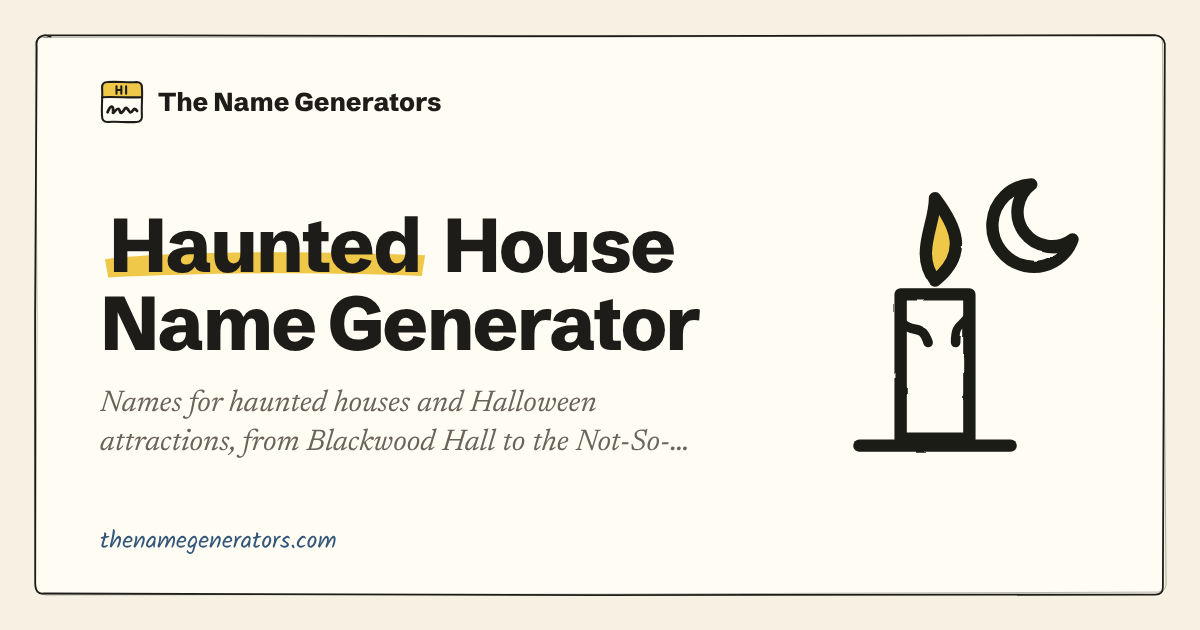 HI
The Name Generators
Haunted House
Name Generator
Names for haunted houses and Halloween
attractions, from Blackwood Hall to the Not-So-...
thenamegenerators.com